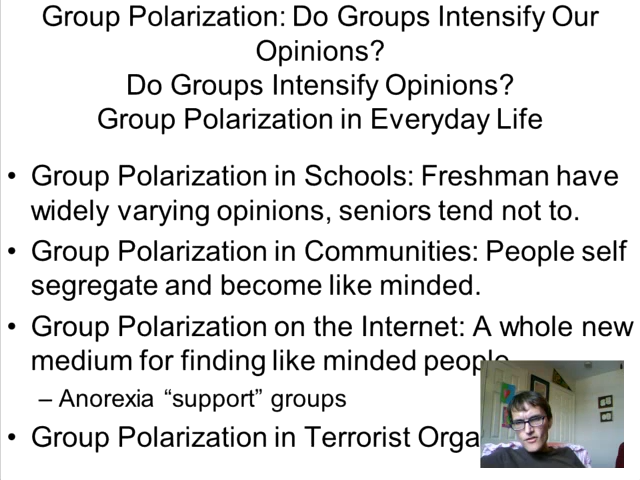 Group Polarization: Do Groups Intensify Our
Opinions?
Do Groups Intensify Opinions?
Group Polarization in Everyday Life
• Group Polarization in Schools: Freshman have
widely varying opinions, seniors tend not to.
• Group Polarization in Communities: People self
segregate and become like minded.
• Group Polarization on the Internet: A whole new
medium for finding like minded people
– Anorexia “support” groups
• Group Polarization in Terrorist Orga